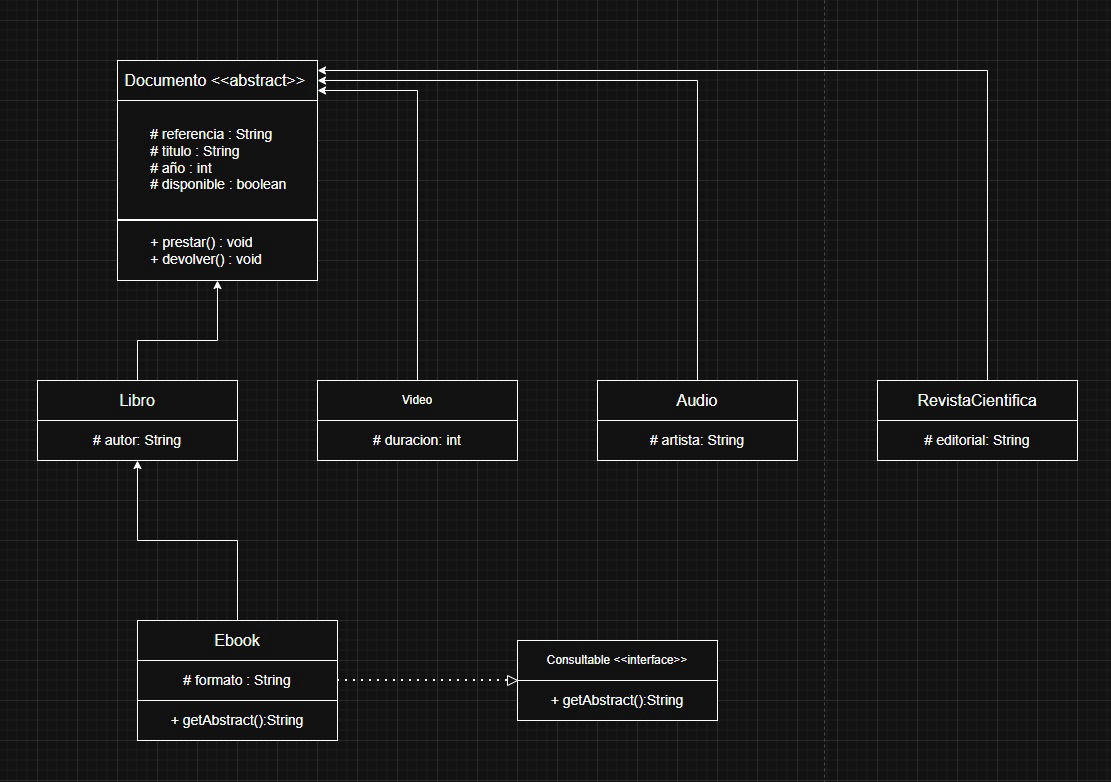 Documento <<abstract>>
# referencia : String
# titulo : String
# año : int
# disponible : boolean
+ prestar() : void
+ devolver() : void
Libro
# autor: String
Video
# duracion: int
Audio
# artista: String
RevistaCientifica
# editorial: String
Ebook
# formato : String
+ getAbstract():String
Consultable <<interface>>
+ getAbstract():String